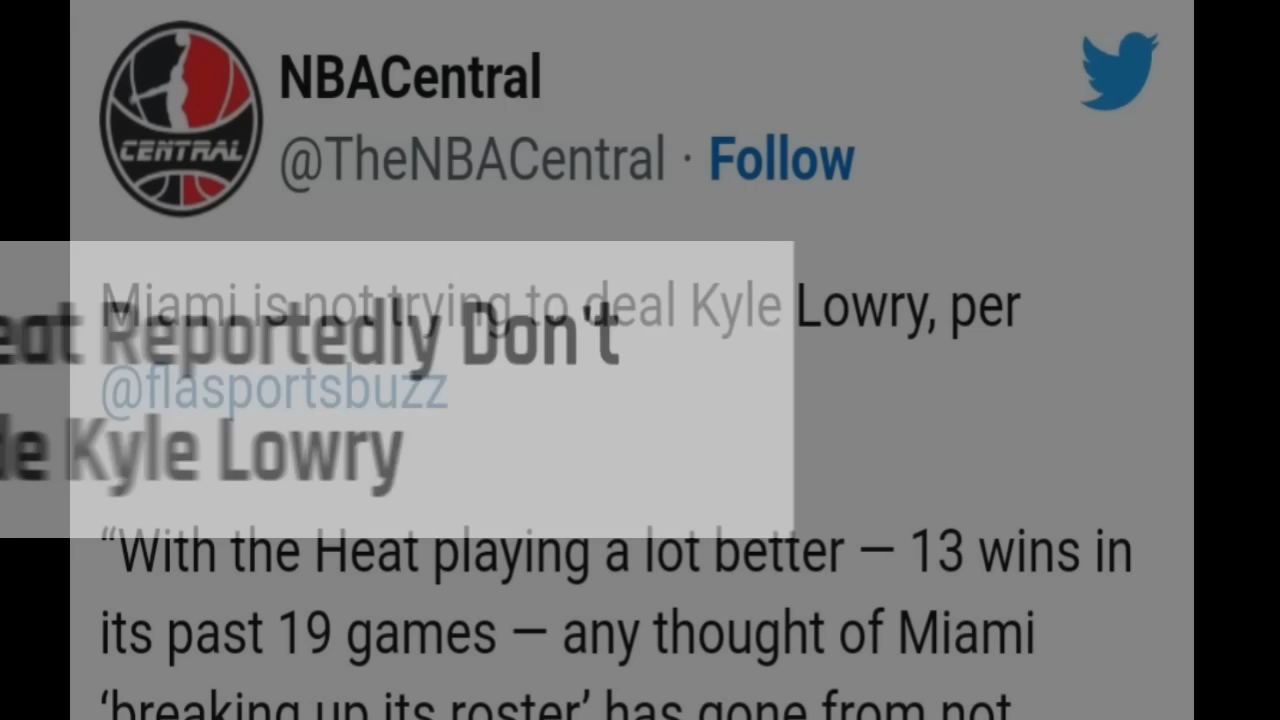 CENTRAL
NBACentral
@TheNBACentral · Follow
Miami is not trying to deal Kyle Lowry, per
@flasportsbuzz
eat Reportedly Don't
de Kyle Lowry
“With the Heat playing a lot better — 13 wins in
its past 19 games — any thought of Miami
‘breaking up its roster’ has gone from not